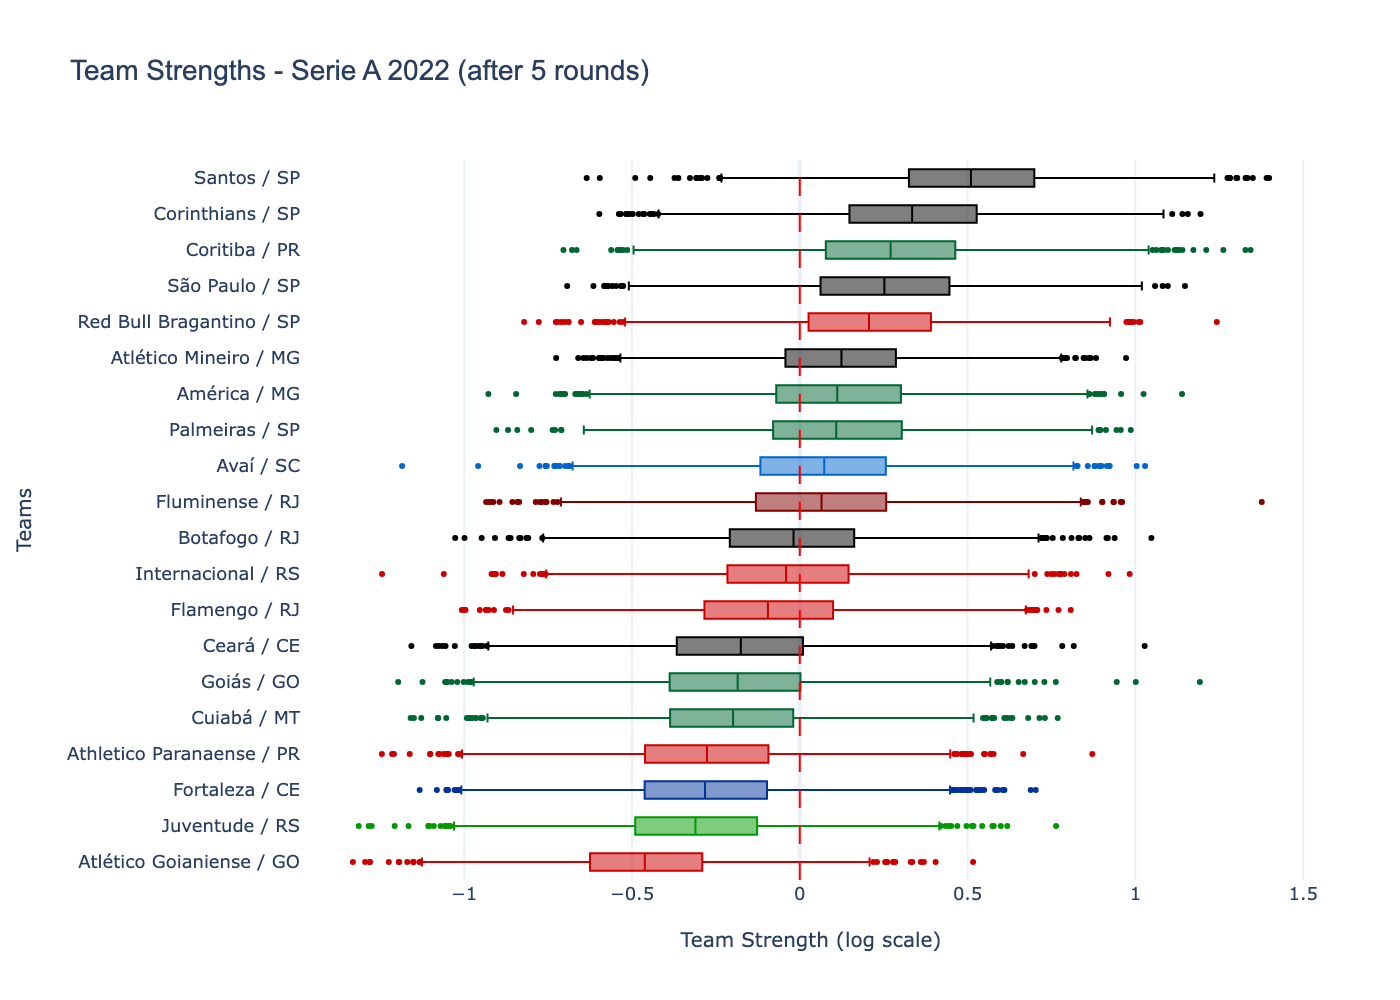 Team Strengths - Serie A 2022 (after 5 rounds)
Teams
Santos / SP
Corinthians / SP
Coritiba / PR
São Paulo / SP
Red Bull Bragantino / SP
Atlético Mineiro / MG
América / MG
Palmeiras / SP
Avaí / SC
Fluminense / RJ
Botafogo / RJ
Internacional / RS
Flamengo / RJ
Ceará / CE
Goiás / GO
Cuiabá / MT
Athletico Paranaense / PR
Fortaleza / CE
Juventude / RS
Atlético Goianiense / GO
−1 −0.5 0 0.5 1 1.5
Team Strength (log scale)